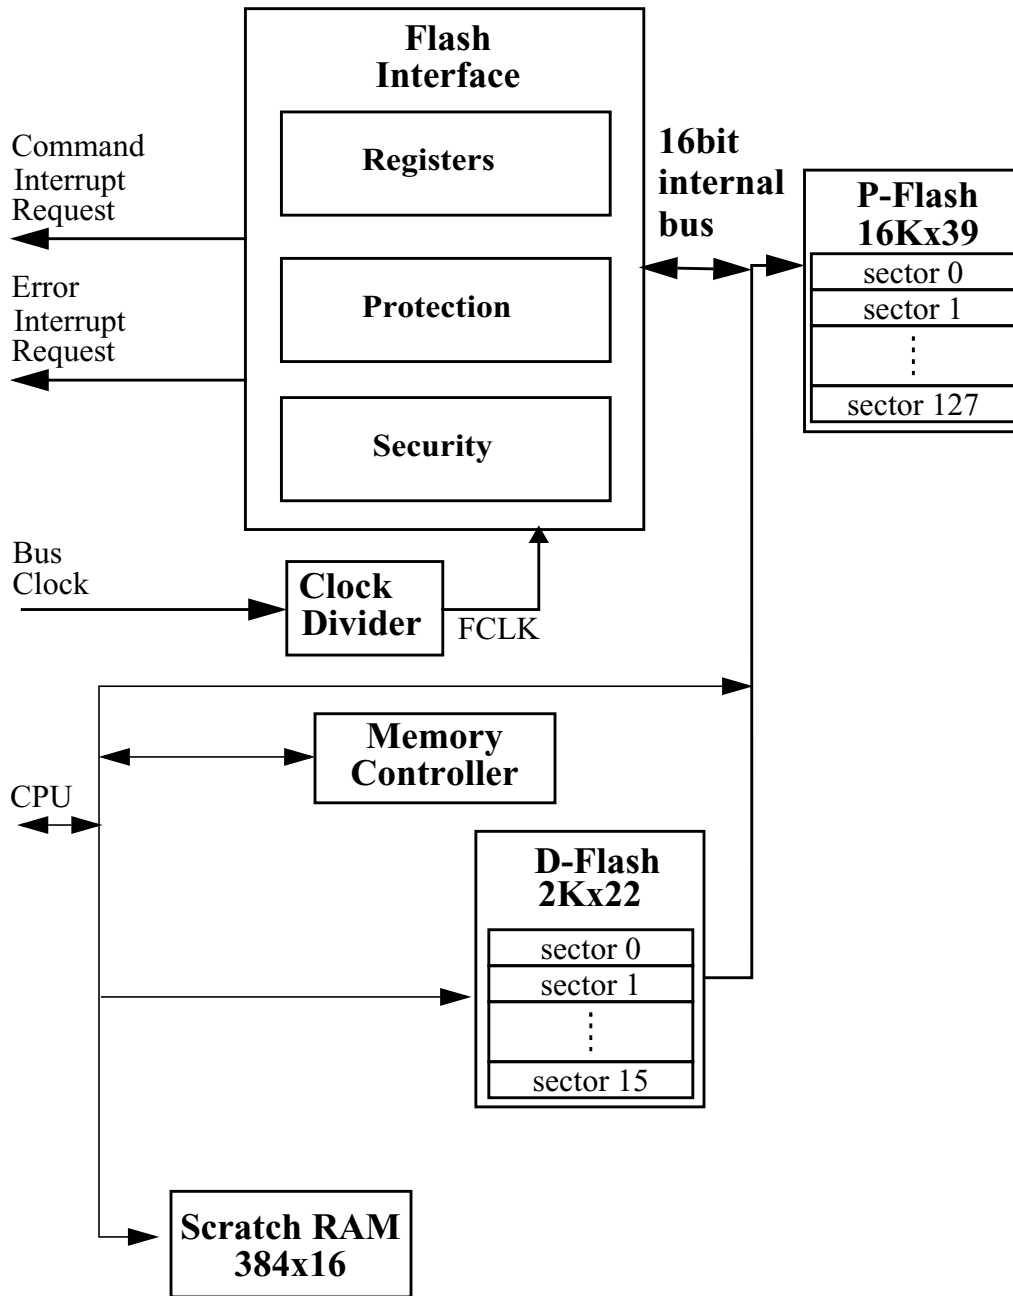 Flash
Interface
Registers
Protection
Security
Command
Interrupt
Request
Error
Interrupt
Request
16bit
internal
bus
P-Flash
16Kx39
sector 0
sector 1
sector 127
Bus
Clock
Clock
Divider
FCLK
Memory
Controller
CPU
D-Flash
2Kx22
sector 0
sector 1
sector 15
Scratch RAM
384x16